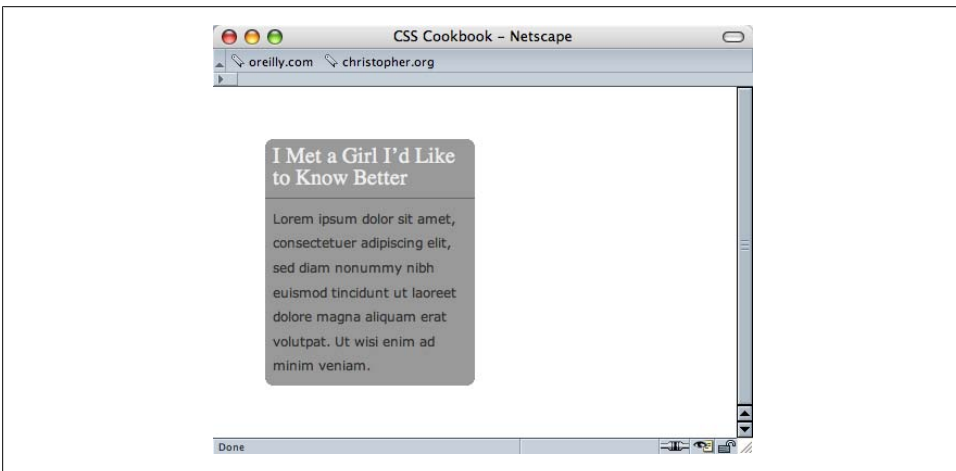 CSS Cookbook – Netscape
oreilly.com christopher.org
I Met a Girl I’d Like
to Know Better
Lorem ipsum dolor sit amet,
consectetuer adipiscing elit,
sed diam nonummy nibh
euismod tincidunt ut laoreet
dolore magna aliquam erat
volutpat. Ut wisi enim ad
minim veniam.
Done